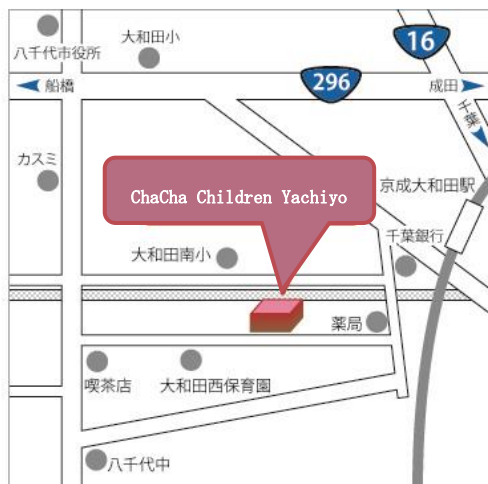 大和田小
16
八千代市役所
296
船橋
成田
千葉
カスミ
京成大和田駅
ChaCha Children Yachiyo
千葉銀行
大和田南小
薬局
喫茶店
大和田西保育園
八千代中